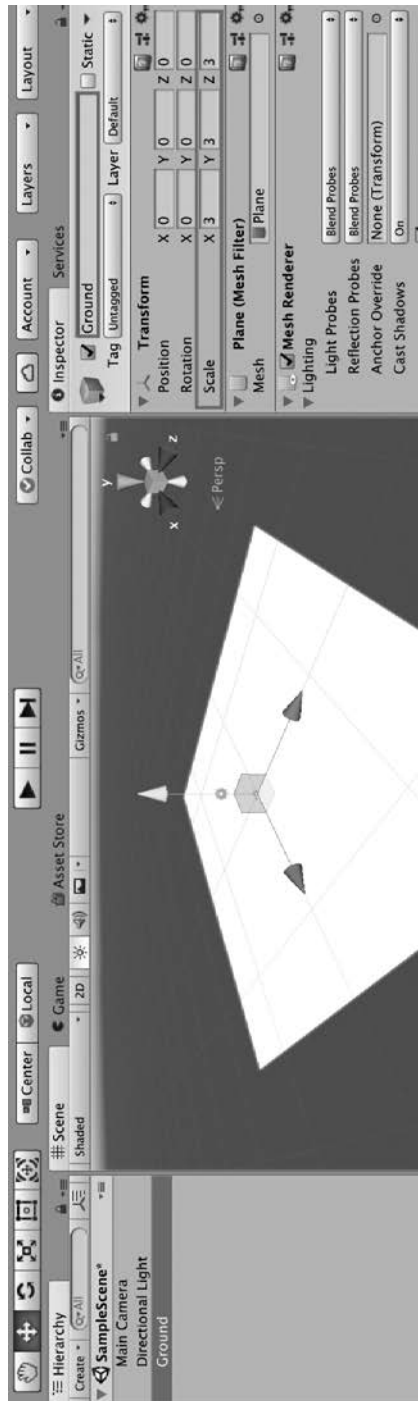 Center Local
Collab Account Layers Layout
Hierarchy
Create Q All
SampleScene*
Main Camera
Directional Light
Ground
Scene Game Asset Store
Shaded 2D Gizmos Q All
y
x z
Persp
Inspector Services
Ground Static
Tag Untagged Layer Default
Transform
Position X 0 Y 0 Z 0
Rotation X 0 Y 0 Z 0
Scale X 3 Y 3 Z 3
Plane (Mesh Filter)
Mesh Plane
Mesh Renderer
Lighting
Light Probes Blend Probes
Reflection Probes Blend Probes
Anchor Override None (Transform)
Cast Shadows On